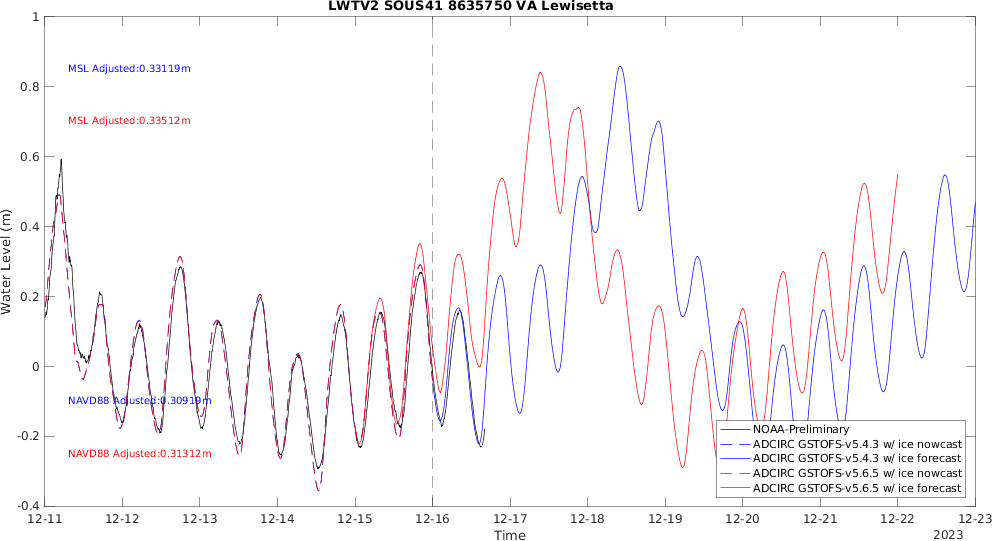 LWTV2 SOUS41 8635750 VA Lewisetta
1
MSL Adjusted:0.33119m
0.8
MSL Adjusted:0.33512m
0.6
0.4
Water Level (m)
0.2
0
NAVD88 Adjusted:0.30919m
-0.2
NAVD88 Adjusted:0.31312m
-0.4
NOAA-Preliminary
ADCIRC GSTOFS-v5.4.3 w/ ice nowcast
ADCIRC GSTOFS-v5.4.3 w/ ice forecast
ADCIRC GSTOFS-v5.6.5 w/ ice nowcast
ADCIRC GSTOFS-v5.6.5 w/ ice forecast
12-11 12-12 12-13 12-14 12-15 12-16 12-17 12-18 12-19 12-20 12-21 12-22 12-23
Time
2023